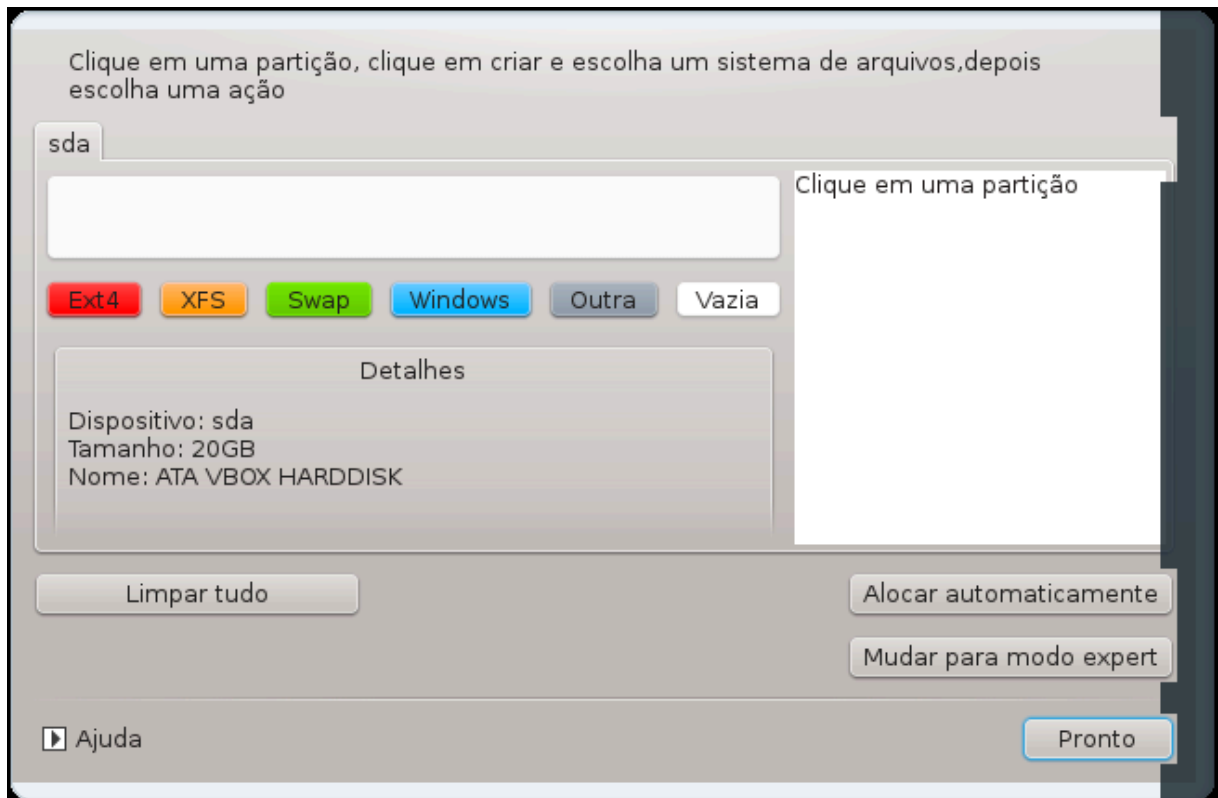 Clique em uma partição, clique em criar e escolha um sistema de arquivos,depois
escolha uma ação
sda
Clique em uma partição
Ext4 XFS Swap Windows Outra Vazia
Detalhes
Dispositivo: sda
Tamanho: 20GB
Nome: ATA VBOX HARDDISK
Limpar tudo
Alocar automaticamente
Mudar para modo expert
Ajuda
Pronto